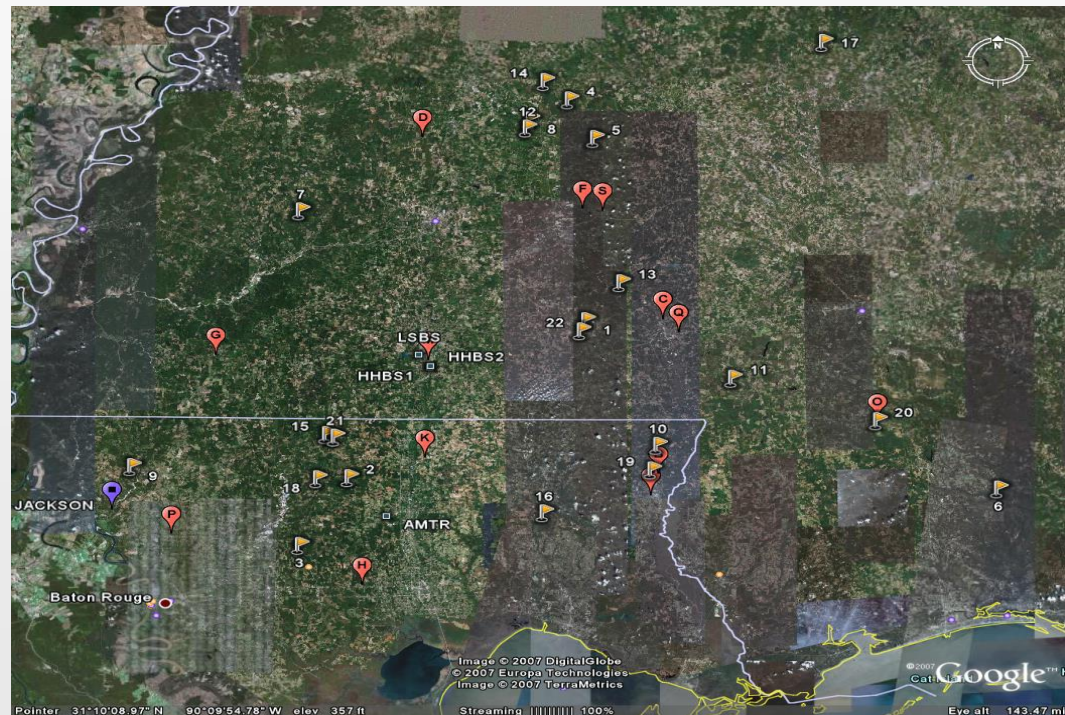 17
N
14
4
D
12
8
5
F S
7
13
C
22 1
Q
G
LSBS
HHBS2
HHBS1
11
O
20
15 21
K
10
9
18 2
19
6
JACKSON
P
16
AMTR
3
H
Baton Rouge
Image © 2007 DigitalGlobe
© 2007 Europa Technologies
Image © 2007 TerraMetrics
©2007 Google™
Pointer 31°10'08.97" N 90°09'54.78" W elev 357 ft
Streaming |||||||||| 100%
Eye alt 143.47 mi